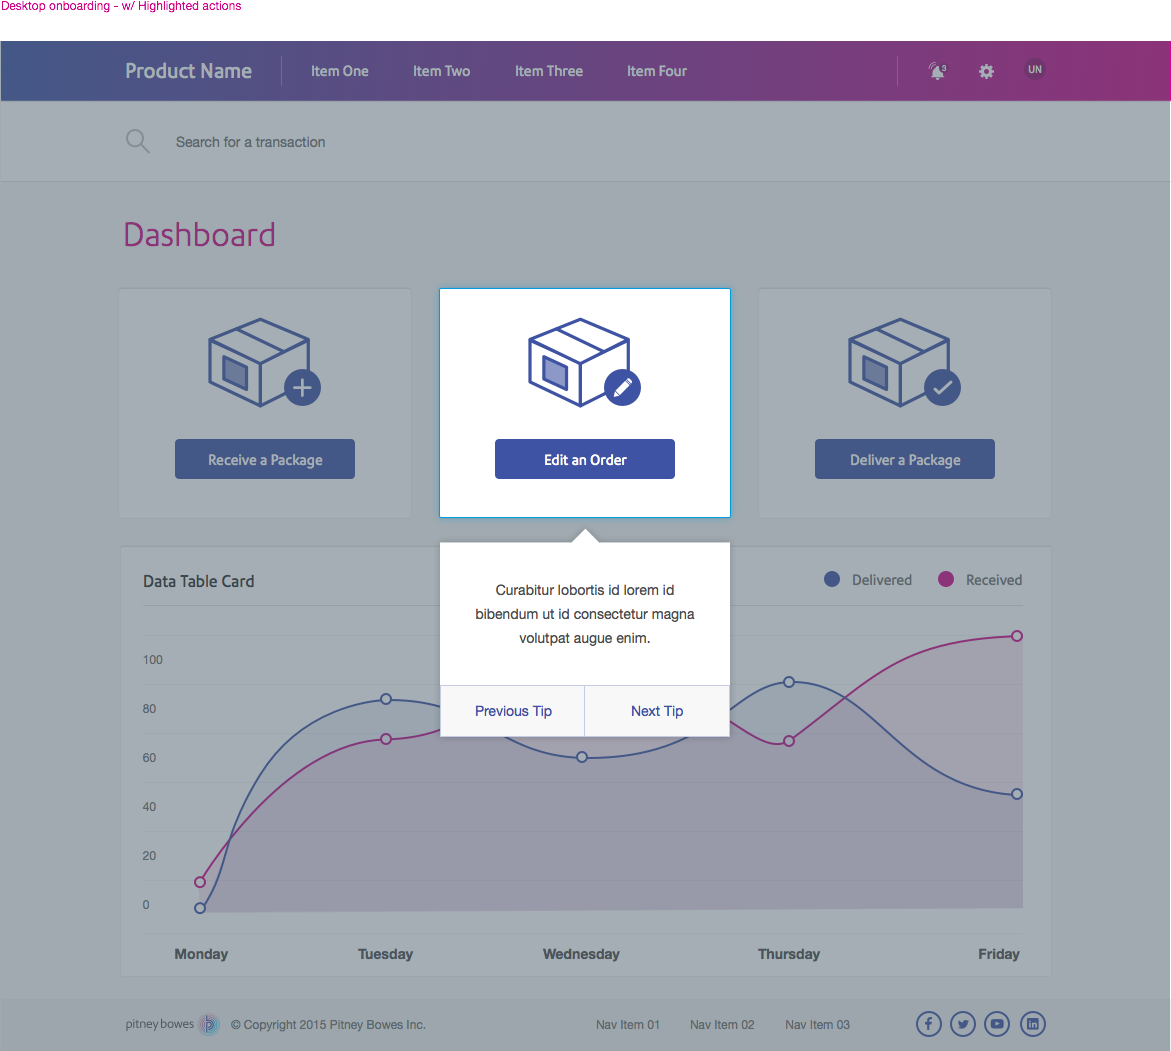 Desktop onboarding - w/ Highlighted actions
Product Name
Item One
Item Two
Item Three
Item Four
3
UN
Search for a transaction
Dashboard
Receive a Package
Edit an Order
Deliver a Package
Data Table Card
Delivered
Received
Curabitur lobortis id lorem id
bibendum ut id consectetur magna
volutpat augue enim.
Previous Tip
Next Tip
100
80
60
40
20
0
Monday
Tuesday
Wednesday
Thursday
Friday
pitney bowes
© Copyright 2015 Pitney Bowes Inc.
Nav Item 01
Nav Item 02
Nav Item 03